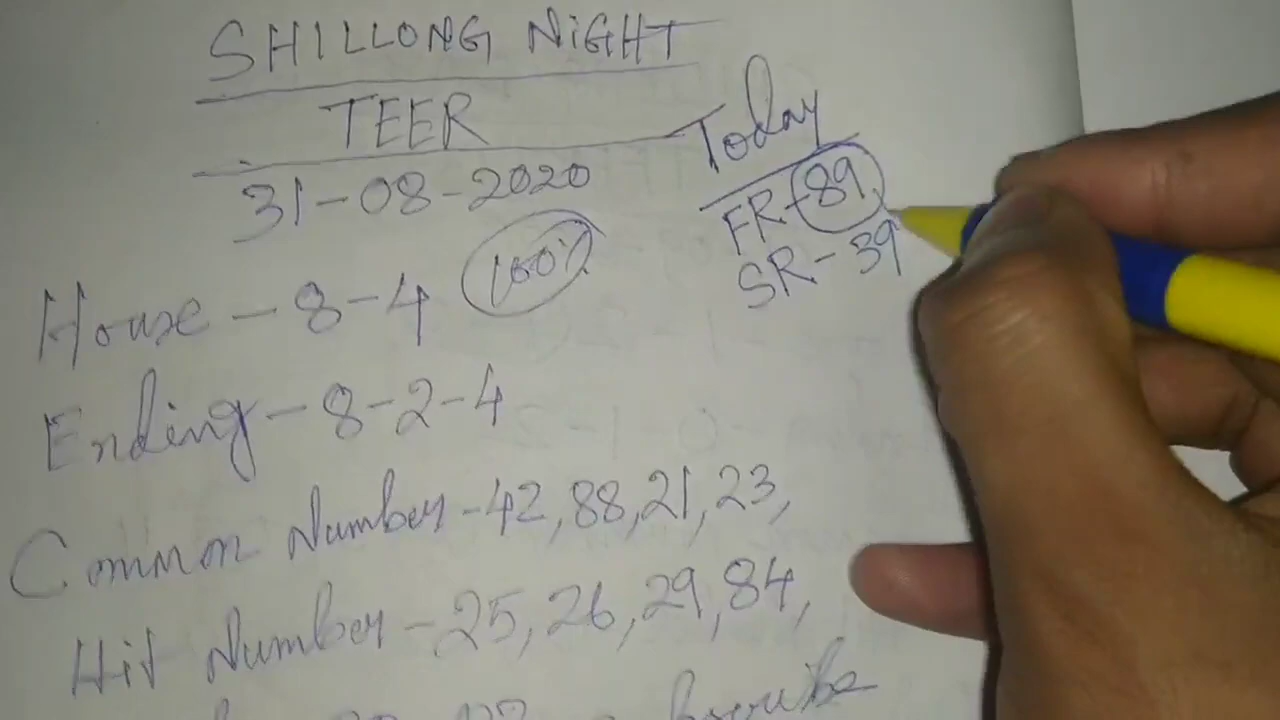 SHILLONG NIGHT
TEER
31-08-2020
Today
FR-89
SR-39
House-8-4
100%
Ending-8-2-4
Common Number-42,88,21,23,
Hit Number-25,26,29,84,